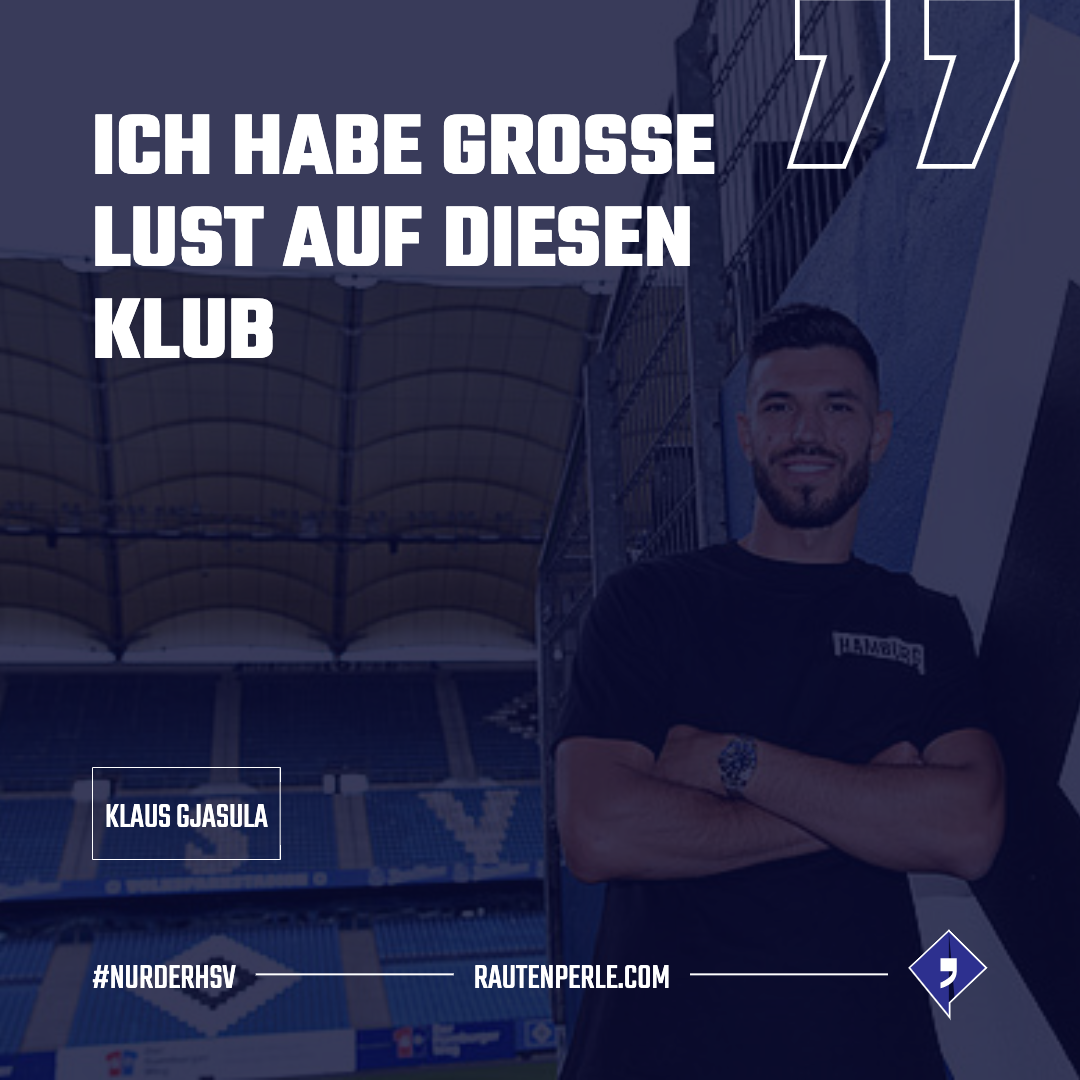 ICH HABE GROSSE
LUST AUF DIESEN
KLUB
HAMBURG
KLAUS GJASULA
#NURDERHSV
RAUTENPERLE.COM